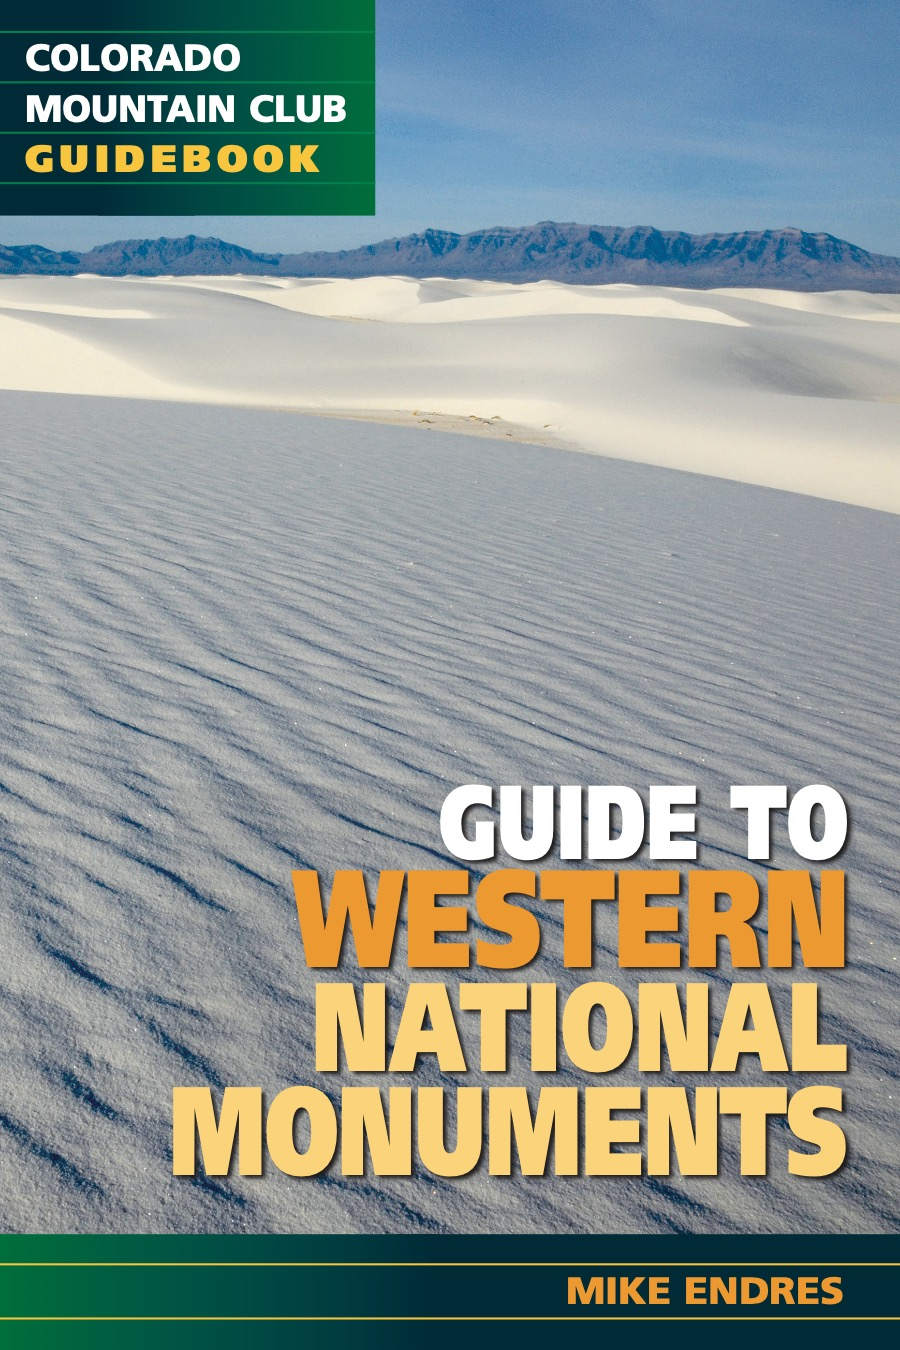 COLORADO
MOUNTAIN CLUB
GUIDEBOOK
GUIDE TO
WESTERN
NATIONAL
MONUMENTS
MIKE ENDRES